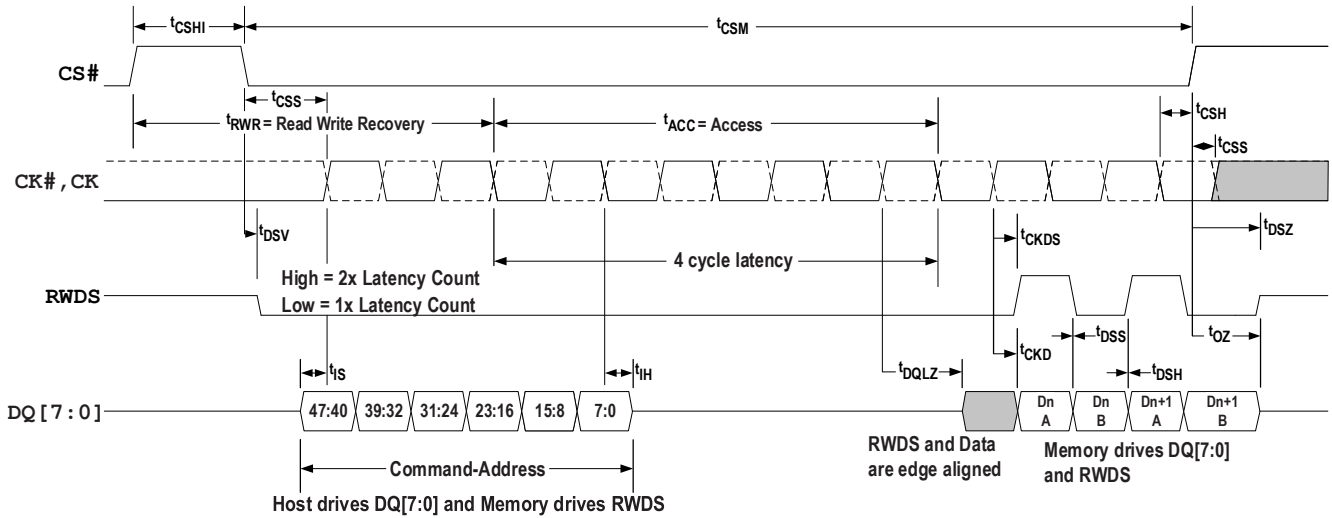 tCSHI
tCSM
CS#
tCSS
tRWR = Read Write Recovery
tACC = Access
tCSH
tCSS
CK#,CK
tDSV
tCKDS
tDSZ
4 cycle latency
High = 2x Latency Count
RWDS
Low = 1x Latency Count
tIS
tIH
tDQLZ
tCKD
tDSS
tOZ
tDSH
DQ[7:0]
47:40 39:32 31:24 23:16 15:8 7:0
Dn A
Dn B
Dn+1 A
Dn+1 B
Command-Address
RWDS and Data
are edge aligned
Memory drives DQ[7:0]
and RWDS
Host drives DQ[7:0] and Memory drives RWDS